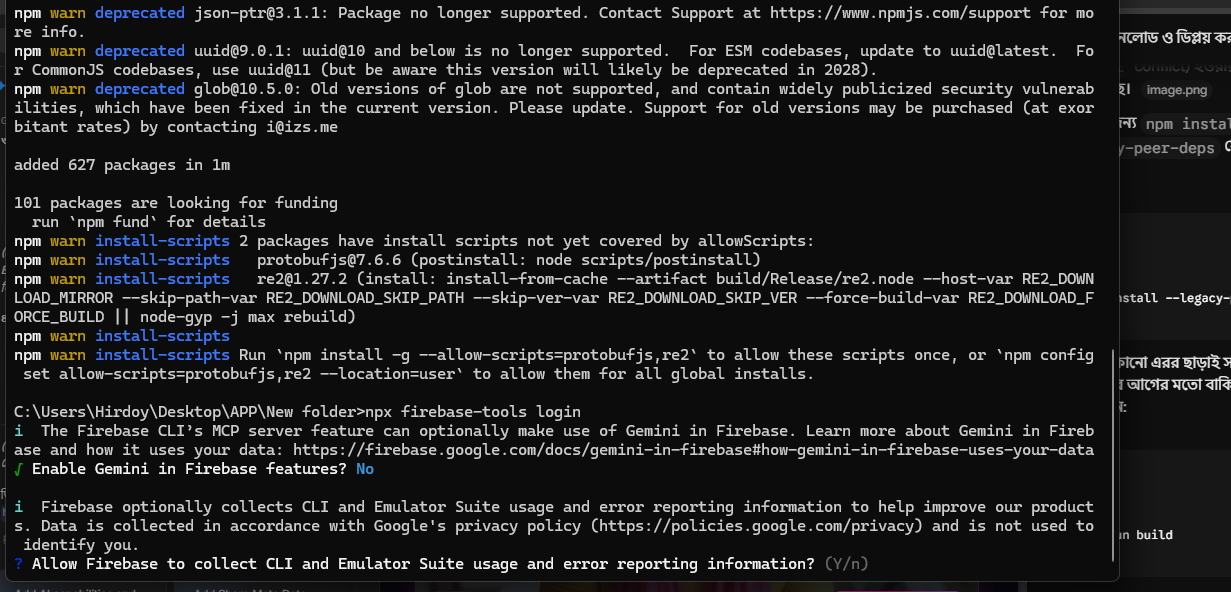 npm warn deprecated json-ptr@3.1.1: Package no longer supported. Contact Support at https://www.npmjs.com/support for mo
re info.
npm warn deprecated uuid@9.0.1: uuid@10 and below is no longer supported.  For ESM codebases, update to uuid@latest.  Fo
r CommonJS codebases, use uuid@11 (but be aware this version will likely be deprecated in 2028).
npm warn deprecated glob@10.5.0: Old versions of glob are not supported, and contain widely publicized security vulnerab
ilities, which have been fixed in the current version. Please update. Support for old versions may be purchased (at exor
bitant rates) by contacting i@izs.me
added 627 packages in 1m
101 packages are looking for funding
  run `npm fund` for details
npm warn install-scripts 2 packages have install scripts not yet covered by allowScripts:
npm warn install-scripts   protobufjs@7.6.6 (postinstall: node scripts/postinstall)
npm warn install-scripts   re2@1.27.2 (install: install-from-cache --artifact build/Release/re2.node --host-var RE2_DOWN
LOAD_MIRROR --skip-path-var RE2_DOWNLOAD_SKIP_PATH --skip-ver-var RE2_DOWNLOAD_SKIP_VER --force-build-var RE2_DOWNLOAD_F
ORCE_BUILD || node-gyp -j max rebuild)
npm warn install-scripts
npm warn install-scripts Run `npm install -g --allow-scripts=protobufjs,re2` to allow these scripts once, or `npm config
 set allow-scripts=protobufjs,re2 --location=user` to allow them for all global installs.
C:\Users\Hirdoy\Desktop\APP\New folder>npx firebase-tools login
i  The Firebase CLI’s MCP server feature can optionally make use of Gemini in Firebase. Learn more about Gemini in Fireb
ase and how it uses your data: https://firebase.google.com/docs/gemini-in-firebase#how-gemini-in-firebase-uses-your-data
√ Enable Gemini in Firebase features? No
i  Firebase optionally collects CLI and Emulator Suite usage and error reporting information to help improve our product
s. Data is collected in accordance with Google's privacy policy (https://policies.google.com/privacy) and is not used to
 identify you.
? Allow Firebase to collect CLI and Emulator Suite usage and error reporting information? (Y/n)
নলোড ও ডিপ্লয়
image.png
ন্য npm instal
y-peer-deps
nstall --legacy-
কোনো এরর ছাড়াই
র আগের মতো বাকি
un build